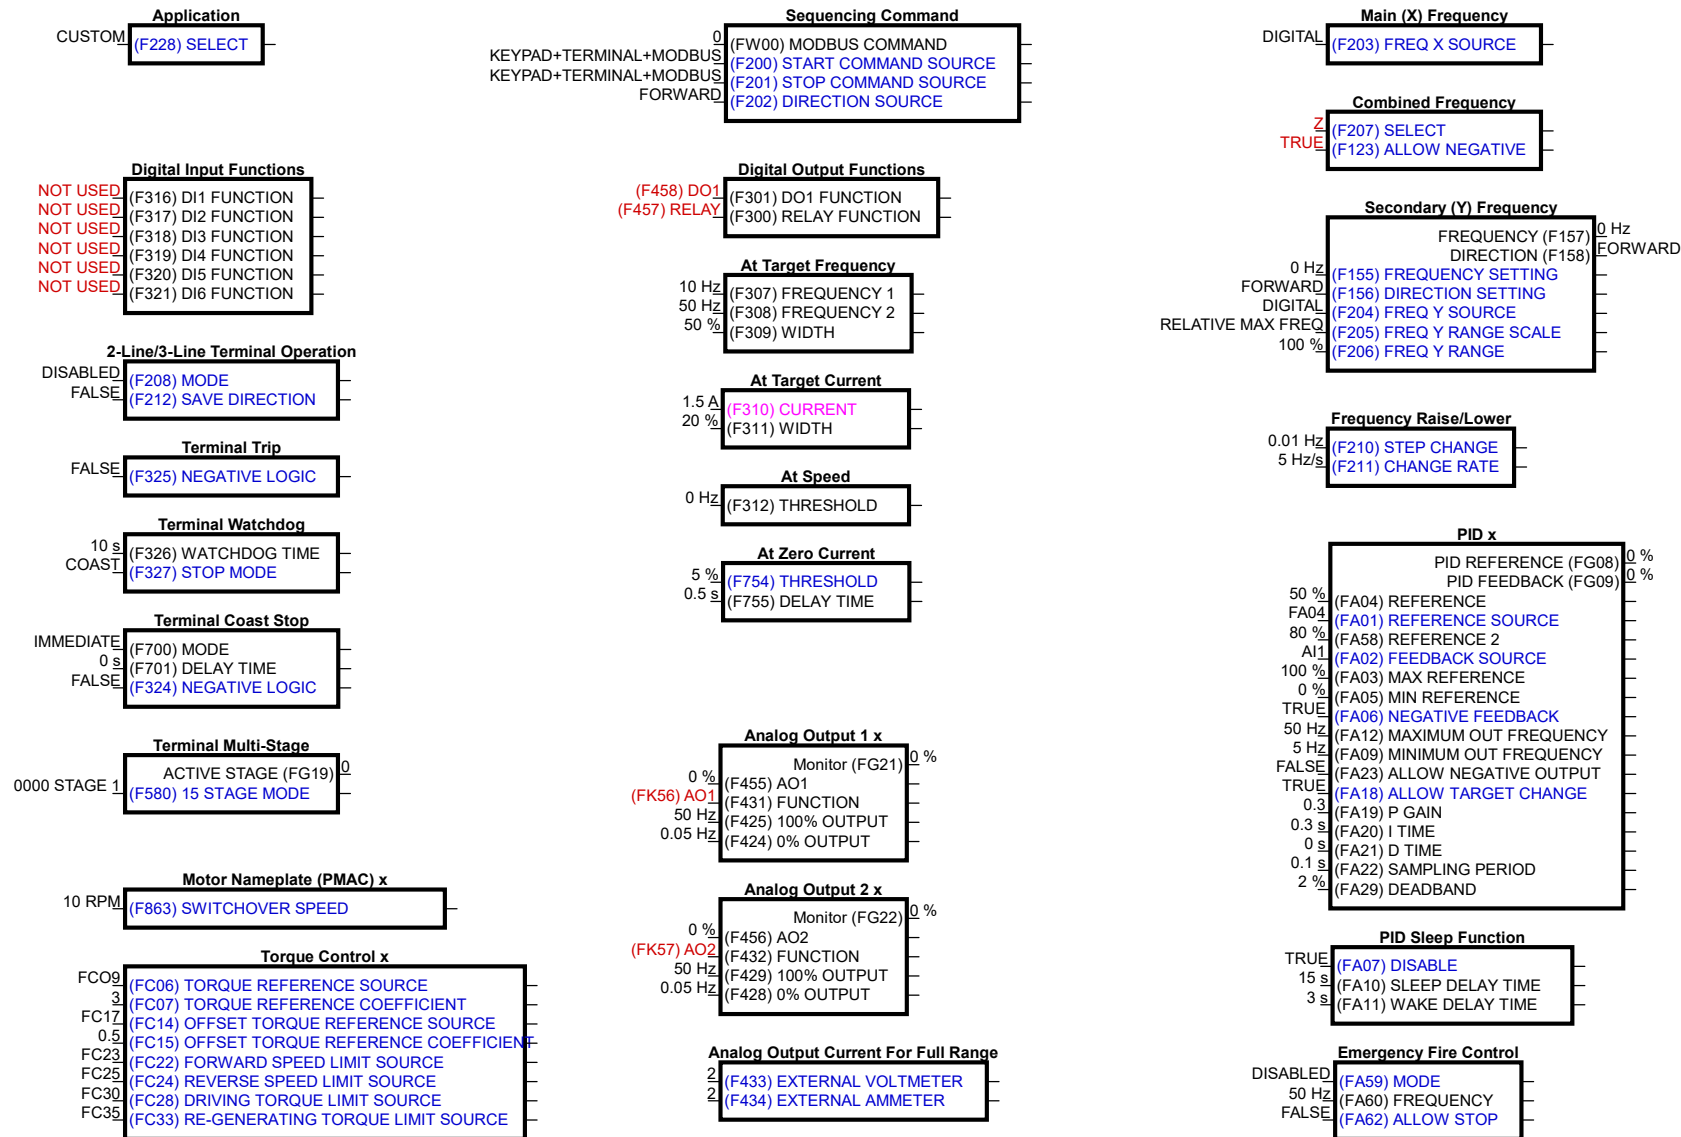 Application
CUSTOM
(F228) SELECT
Digital Input Functions
NOT USED
(F316) DI1 FUNCTION
NOT USED
(F317) DI2 FUNCTION
NOT USED
(F318) DI3 FUNCTION
NOT USED
(F319) DI4 FUNCTION
NOT USED
(F320) DI5 FUNCTION
NOT USED
(F321) DI6 FUNCTION
2-Line/3-Line Terminal Operation
DISABLED
(F208) MODE
FALSE
(F212) SAVE DIRECTION
Terminal Trip
FALSE
(F325) NEGATIVE LOGIC
Terminal Watchdog
10 s
(F326) WATCHDOG TIME
COAST
(F327) STOP MODE
Terminal Coast Stop
IMMEDIATE
(F700) MODE
0 s
(F701) DELAY TIME
FALSE
(F324) NEGATIVE LOGIC
Terminal Multi-Stage
ACTIVE STAGE (FG19)
0
0000 STAGE 1
(F580) 15 STAGE MODE
Motor Nameplate (PMAC) x
10 RPM
(F863) SWITCHOVER SPEED
Torque Control x
FCO9
(FC06) TORQUE REFERENCE SOURCE
3
(FC07) TORQUE REFERENCE COEFFICIENT
FC17
(FC14) OFFSET TORQUE REFERENCE SOURCE
0.5
(FC15) OFFSET TORQUE REFERENCE COEFFICIENT
FC23
(FC22) FORWARD SPEED LIMIT SOURCE
FC25
(FC24) REVERSE SPEED LIMIT SOURCE
FC30
(FC28) DRIVING TORQUE LIMIT SOURCE
FC35
(FC33) RE-GENERATING TORQUE LIMIT SOURCE
Sequencing Command
0
(FW00) MODBUS COMMAND
KEYPAD+TERMINAL+MODBUS
(F200) START COMMAND SOURCE
KEYPAD+TERMINAL+MODBUS
(F201) STOP COMMAND SOURCE
FORWARD
(F202) DIRECTION SOURCE
Digital Output Functions
(F458) DO1
(F301) DO1 FUNCTION
(F457) RELAY
(F300) RELAY FUNCTION
At Target Frequency
10 Hz
(F307) FREQUENCY 1
50 Hz
(F308) FREQUENCY 2
50 %
(F309) WIDTH
At Target Current
1.5 A
(F310) CURRENT
20 %
(F311) WIDTH
At Speed
0 Hz
(F312) THRESHOLD
At Zero Current
5 %
(F754) THRESHOLD
0.5 s
(F755) DELAY TIME
Analog Output 1 x
Monitor (FG21)
0 %
0 %
(F455) AO1
(FK56) AO1
(F431) FUNCTION
50 Hz
(F425) 100% OUTPUT
0.05 Hz
(F424) 0% OUTPUT
Analog Output 2 x
Monitor (FG22)
0 %
0 %
(F456) AO2
(FK57) AO2
(F432) FUNCTION
50 Hz
(F429) 100% OUTPUT
0.05 Hz
(F428) 0% OUTPUT
Analog Output Current For Full Range
2
(F433) EXTERNAL VOLTMETER
2
(F434) EXTERNAL AMMETER
Main (X) Frequency
DIGITAL
(F203) FREQ X SOURCE
Combined Frequency
Z
(F207) SELECT
TRUE
(F123) ALLOW NEGATIVE
Secondary (Y) Frequency
FREQUENCY (F157)
0 Hz
DIRECTION (F158)
FORWARD
0 Hz
(F155) FREQUENCY SETTING
FORWARD
(F156) DIRECTION SETTING
DIGITAL
(F204) FREQ Y SOURCE
RELATIVE MAX FREQ
(F205) FREQ Y RANGE SCALE
100 %
(F206) FREQ Y RANGE
Frequency Raise/Lower
0.01 Hz
(F210) STEP CHANGE
5 Hz/s
(F211) CHANGE RATE
PID x
PID REFERENCE (FG08)
0 %
PID FEEDBACK (FG09)
0 %
50 %
(FA04) REFERENCE
FA04
(FA01) REFERENCE SOURCE
80 %
(FA58) REFERENCE 2
AI1
(FA02) FEEDBACK SOURCE
100 %
(FA03) MAX REFERENCE
0 %
(FA05) MIN REFERENCE
TRUE
(FA06) NEGATIVE FEEDBACK
50 Hz
(FA12) MAXIMUM OUT FREQUENCY
5 Hz
(FA09) MINIMUM OUT FREQUENCY
FALSE
(FA23) ALLOW NEGATIVE OUTPUT
TRUE
(FA18) ALLOW TARGET CHANGE
0.3
(FA19) P GAIN
0.3 s
(FA20) I TIME
0 s
(FA21) D TIME
0.1 s
(FA22) SAMPLING PERIOD
2 %
(FA29) DEADBAND
PID Sleep Function
TRUE
(FA07) DISABLE
15 s
(FA10) SLEEP DELAY TIME
3 s
(FA11) WAKE DELAY TIME
Emergency Fire Control
DISABLED
(FA59) MODE
50 Hz
(FA60) FREQUENCY
FALSE
(FA62) ALLOW STOP